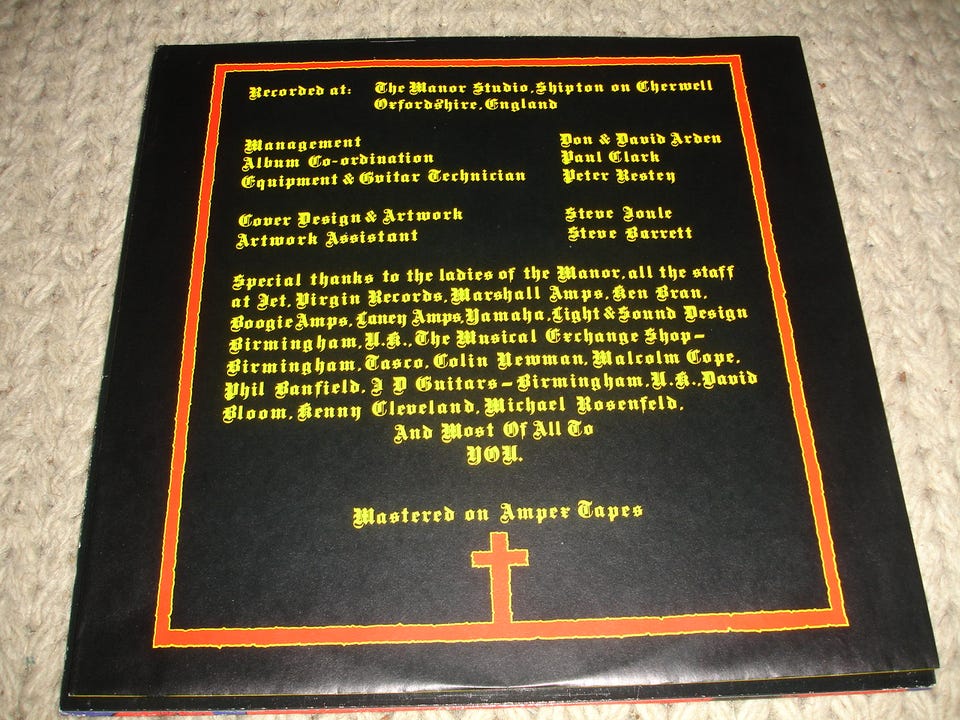 Recorded at: The Manor Studio, Shipton on Cherwell
Oxfordshire, England
Management Don & David Arden
Album Co-ordination Paul Clark
Equipment & Guitar Technician Peter Restey
Cover Design & Artwork Steve Joule
Artwork Assistant Steve Barrett
Special thanks to the ladies of the Manor, all the staff
at Jet, Virgin Records, Marshall Amps, Ken Bran,
Boogie Amps, Laney Amps, Yamaha, Light & Sound Design
Birmingham, U.K., The Musical Exchange Shop-
Birmingham, Tasco, Colin Newman, Malcolm Cope,
Phil Banfield, J D Guitars - Birmingham, U.K., David
Bloom, Kenny Cleveland, Michael Rosenfeld,
And Most Of All To
YOU.
Mastered on Ampex Tapes